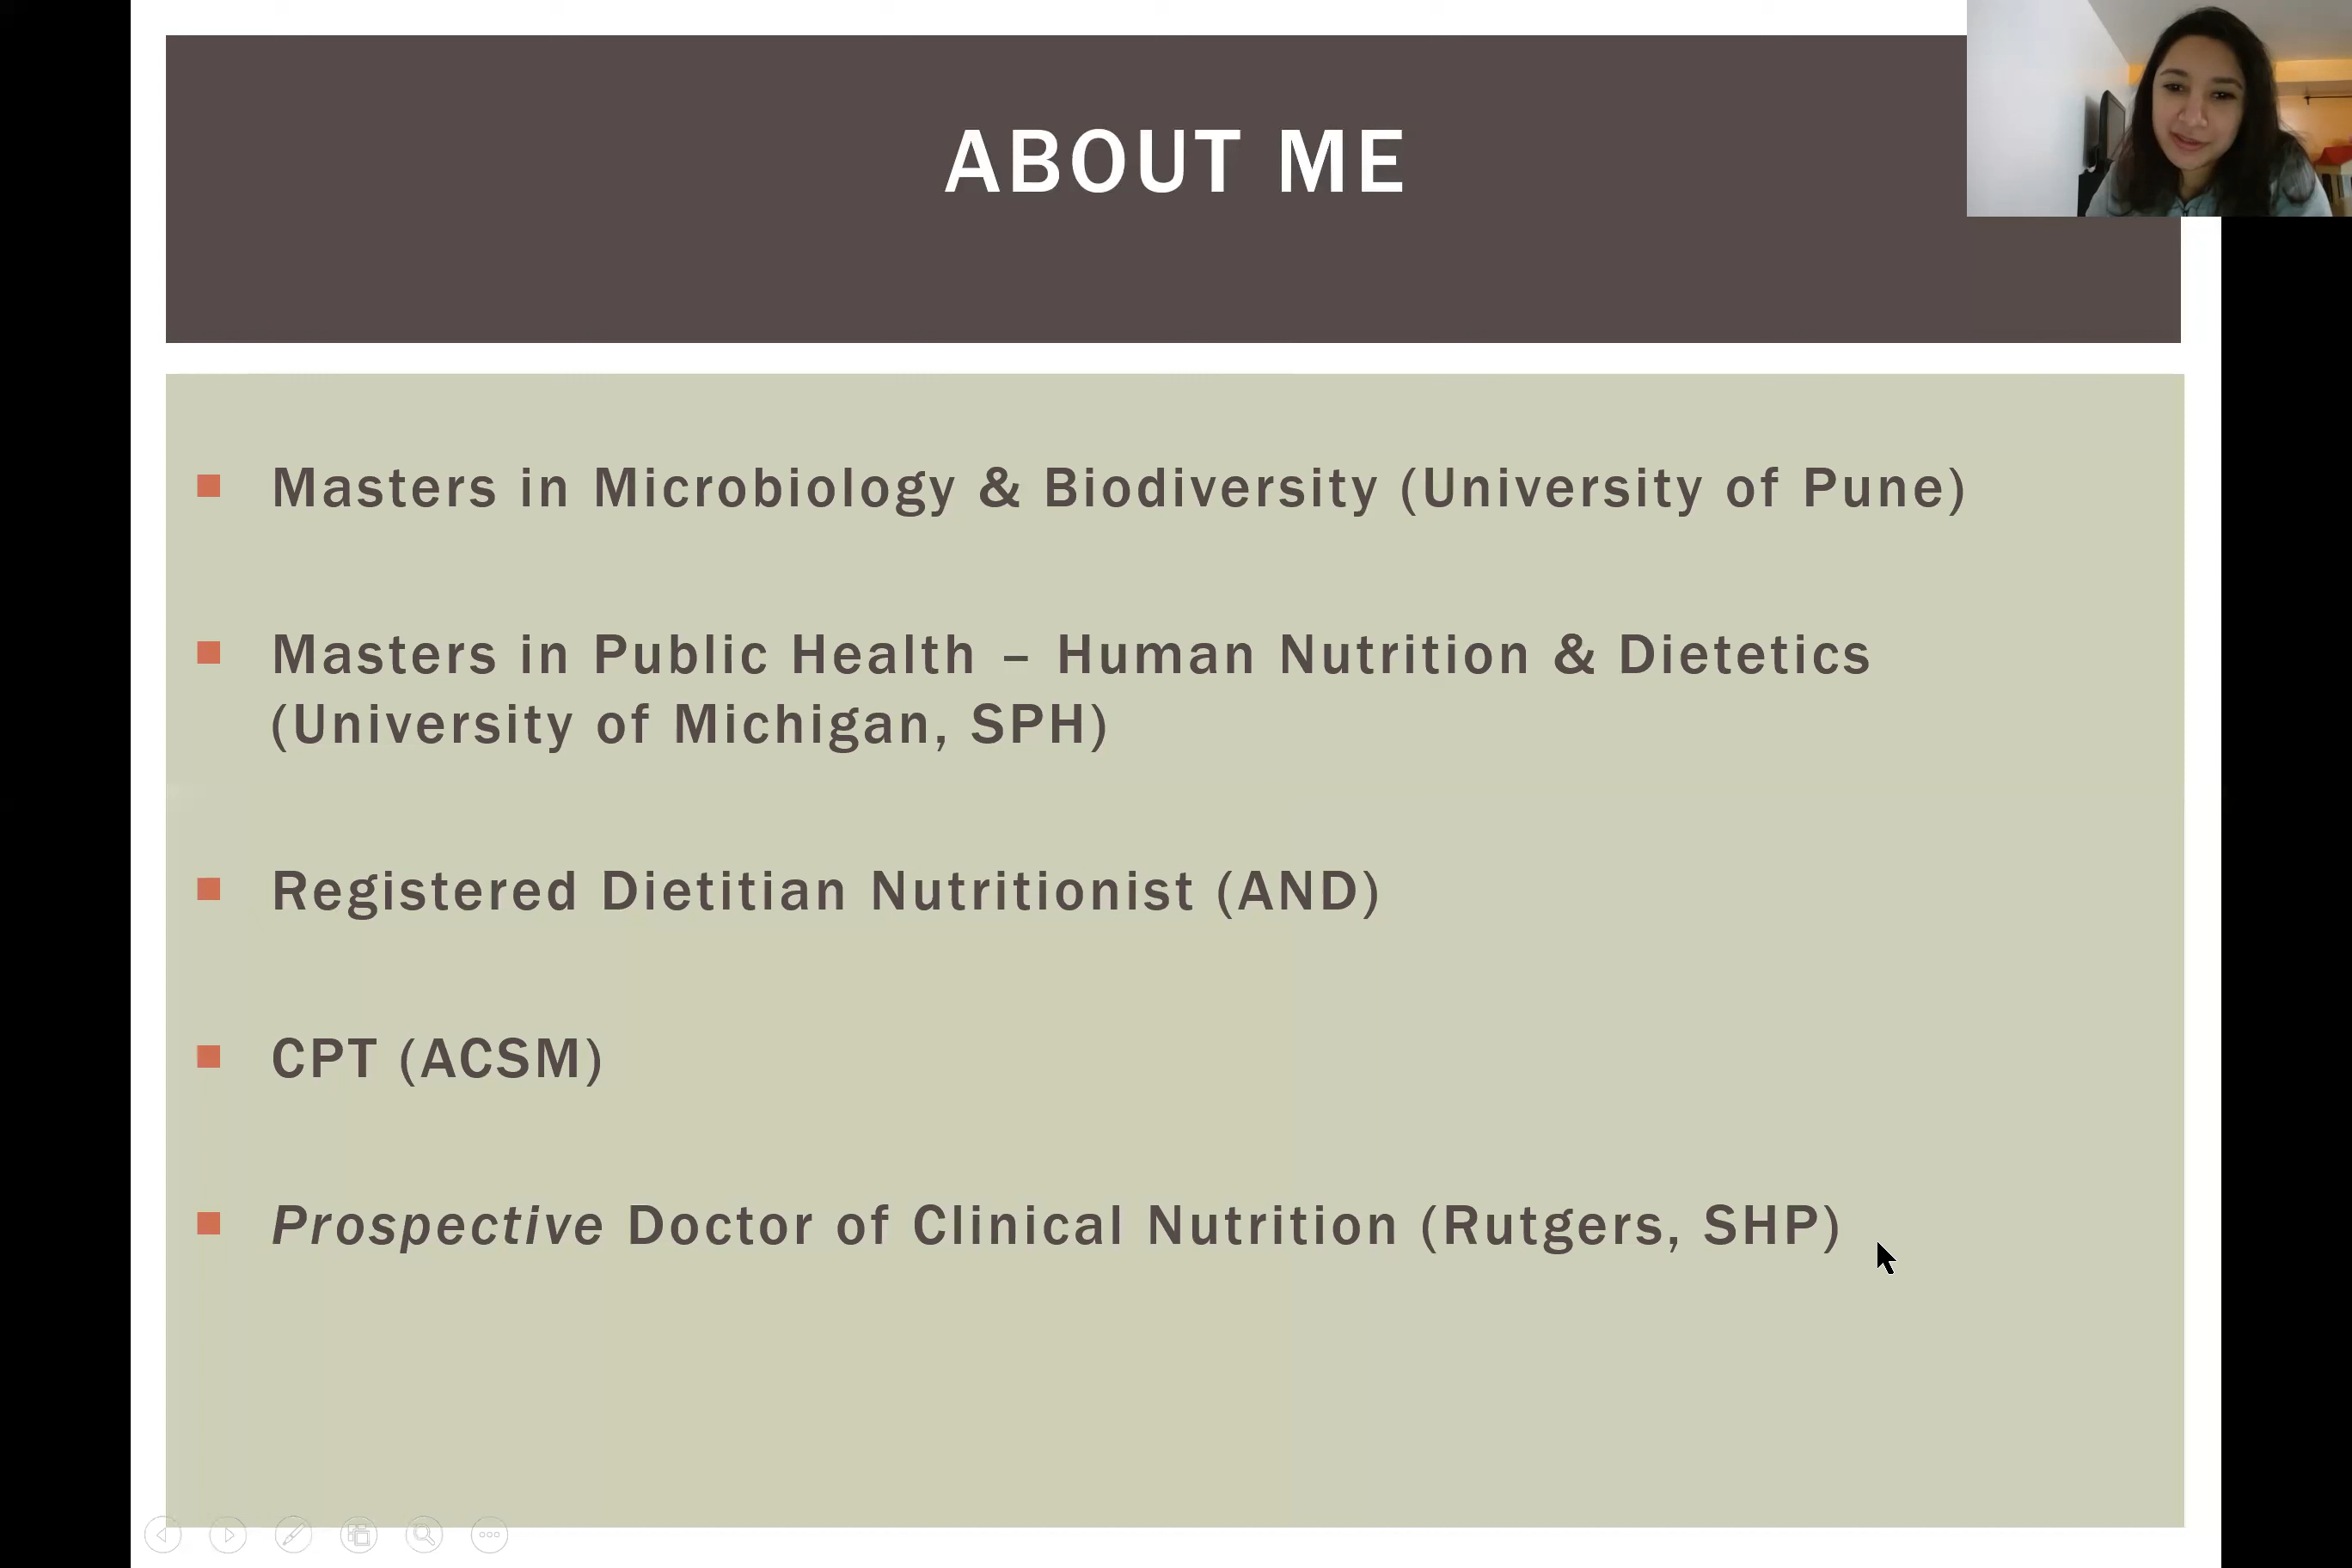 ABOUT ME
Masters in Microbiology & Biodiversity (University of Pune)
Masters in Public Health – Human Nutrition & Dietetics
(University of Michigan, SPH)
Registered Dietitian Nutritionist (AND)
CPT (ACSM)
Prospective Doctor of Clinical Nutrition (Rutgers, SHP)